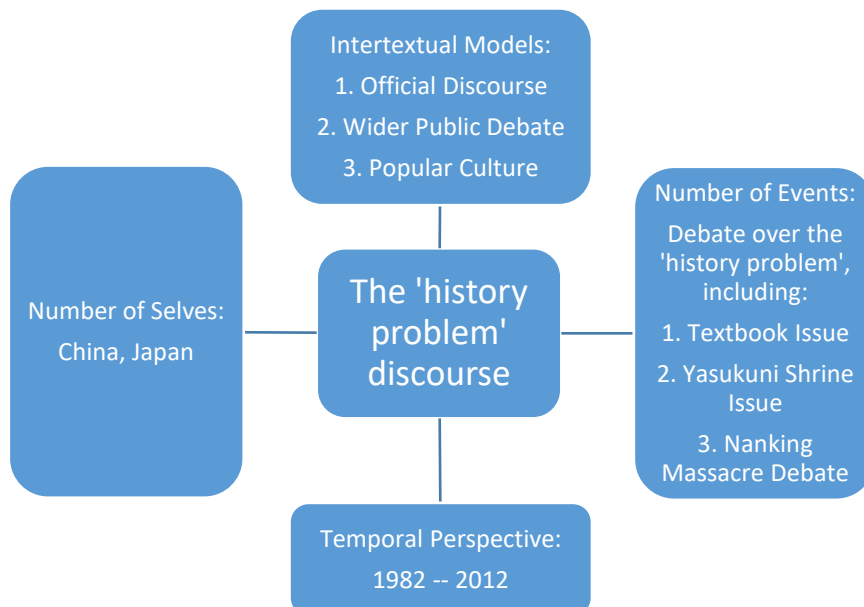 Intertextual Models:
1. Official Discourse
2. Wider Public Debate
3. Popular Culture
Number of Selves:
China, Japan
The 'history
problem'
discourse
Number of Events:
Debate over the
'history problem',
including:
1. Textbook Issue
2. Yasukuni Shrine
Issue
3. Nanking
Massacre Debate
Temporal Perspective:
1982 -- 2012